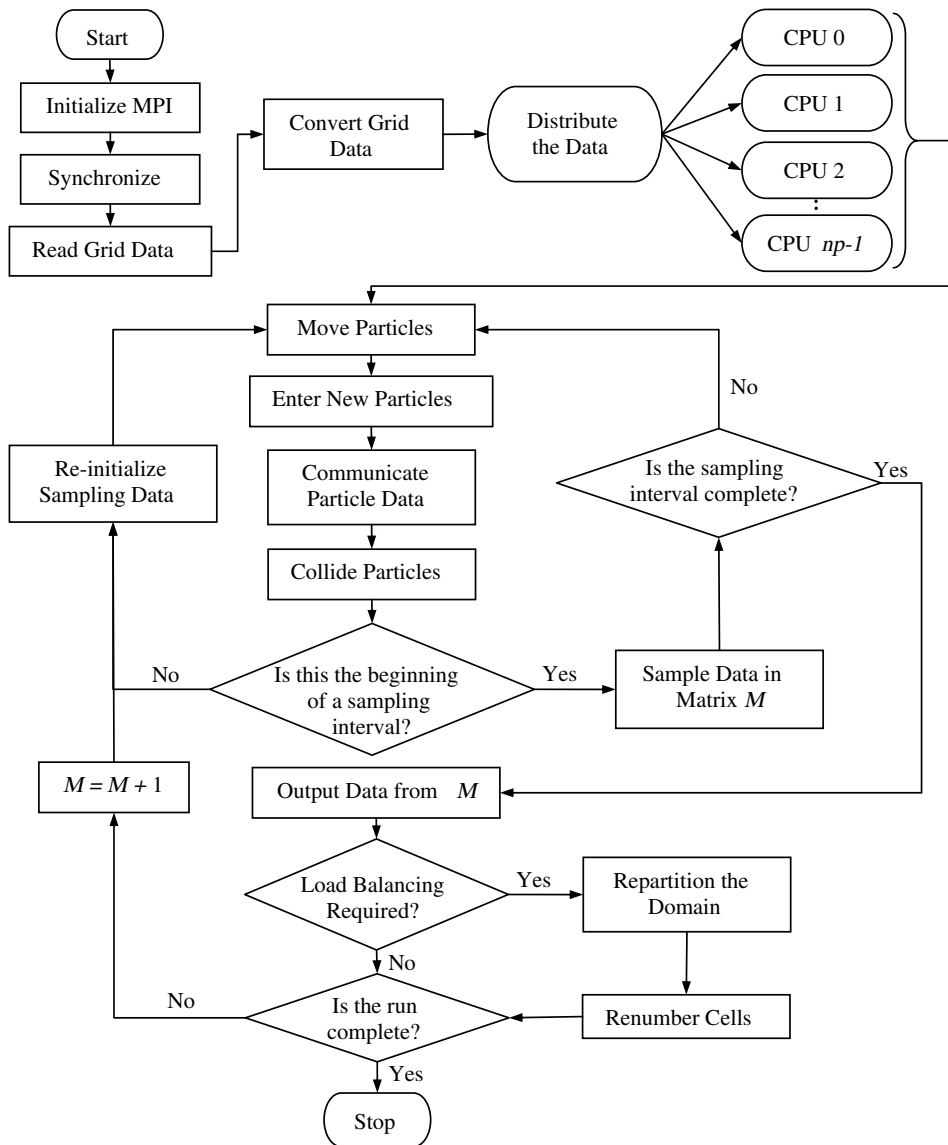 Start
Initialize MPI
Synchronize
Read Grid Data
Convert Grid
Data
Distribute
the Data
CPU 0
CPU 1
CPU 2
⋮
CPU np-1
Move Particles
Enter New Particles
Communicate
Particle Data
Collide Particles
Is this the beginning
of a sampling
interval?
No
Yes
Re-initialize
Sampling Data
Sample Data in
Matrix M
Is the sampling
interval complete?
No
Yes
Output Data from M
Load Balancing
Required?
Yes
No
Repartition the
Domain
Renumber Cells
Is the run
complete?
No
Yes
M = M + 1
Stop